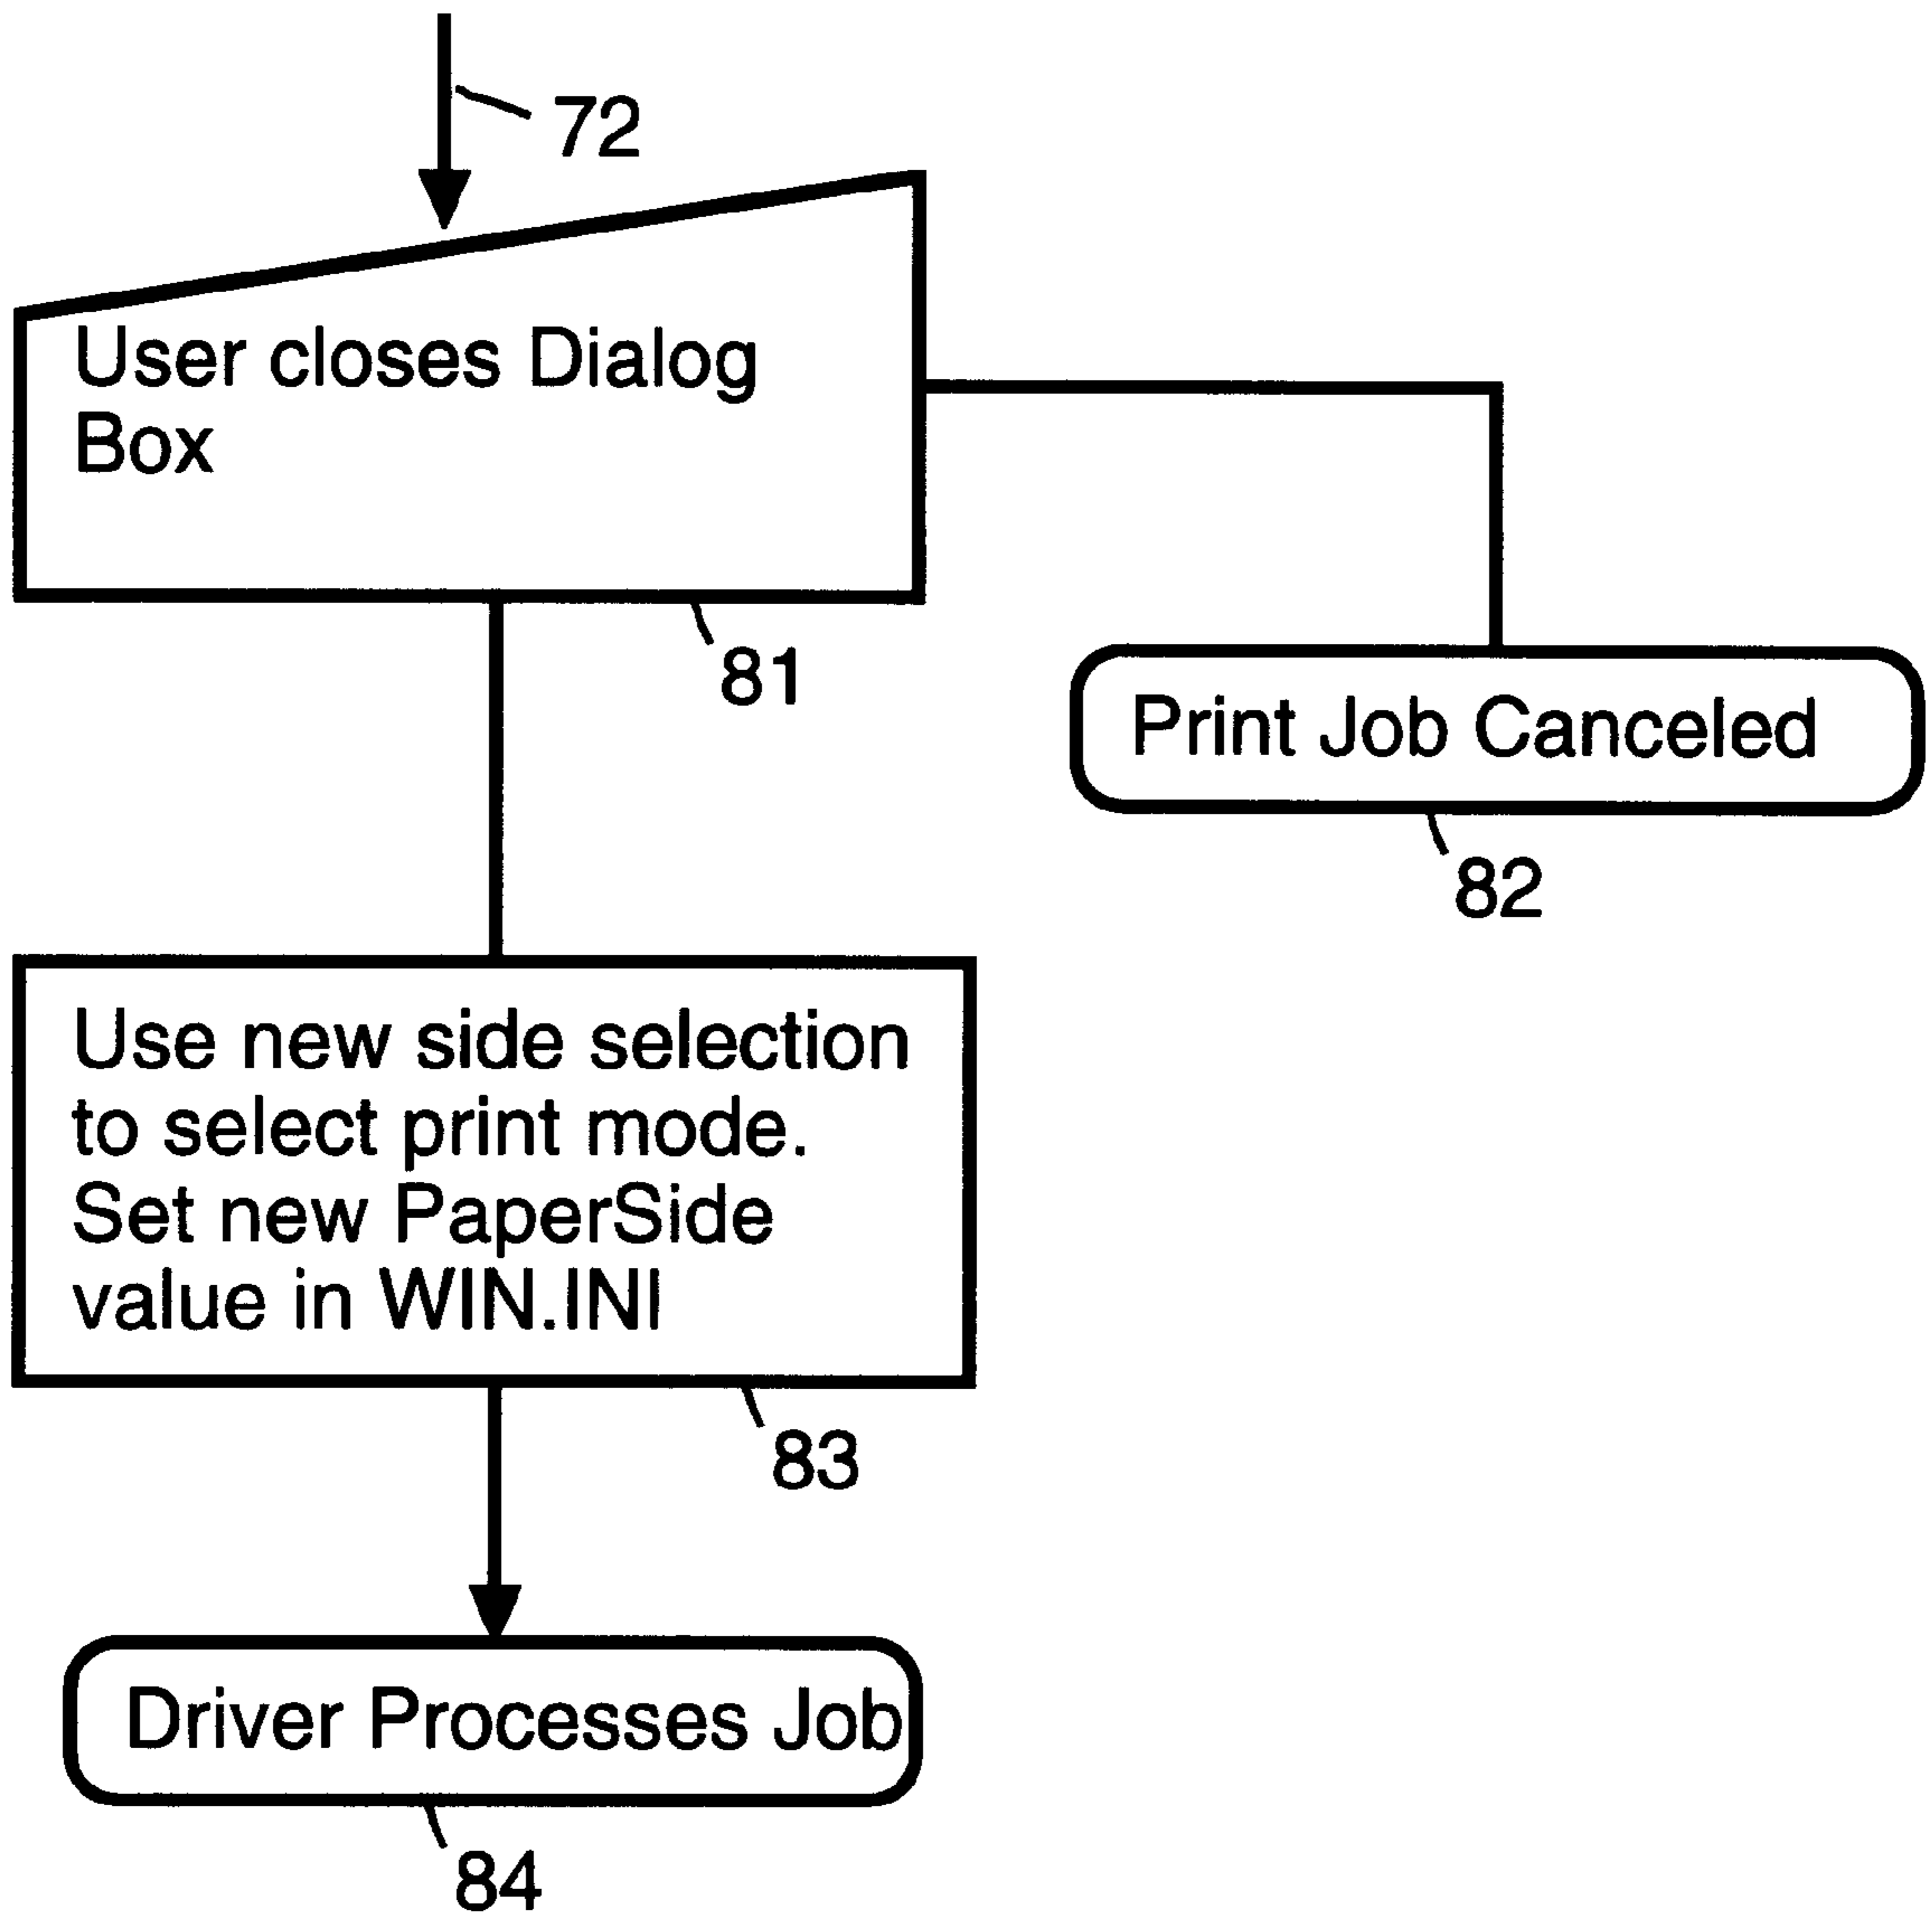 72
User closes Dialog
Box
81
Print Job Canceled
82
Use new side selection
to select print mode.
Set new PaperSide
value in WIN.INI
83
Driver Processes Job
84